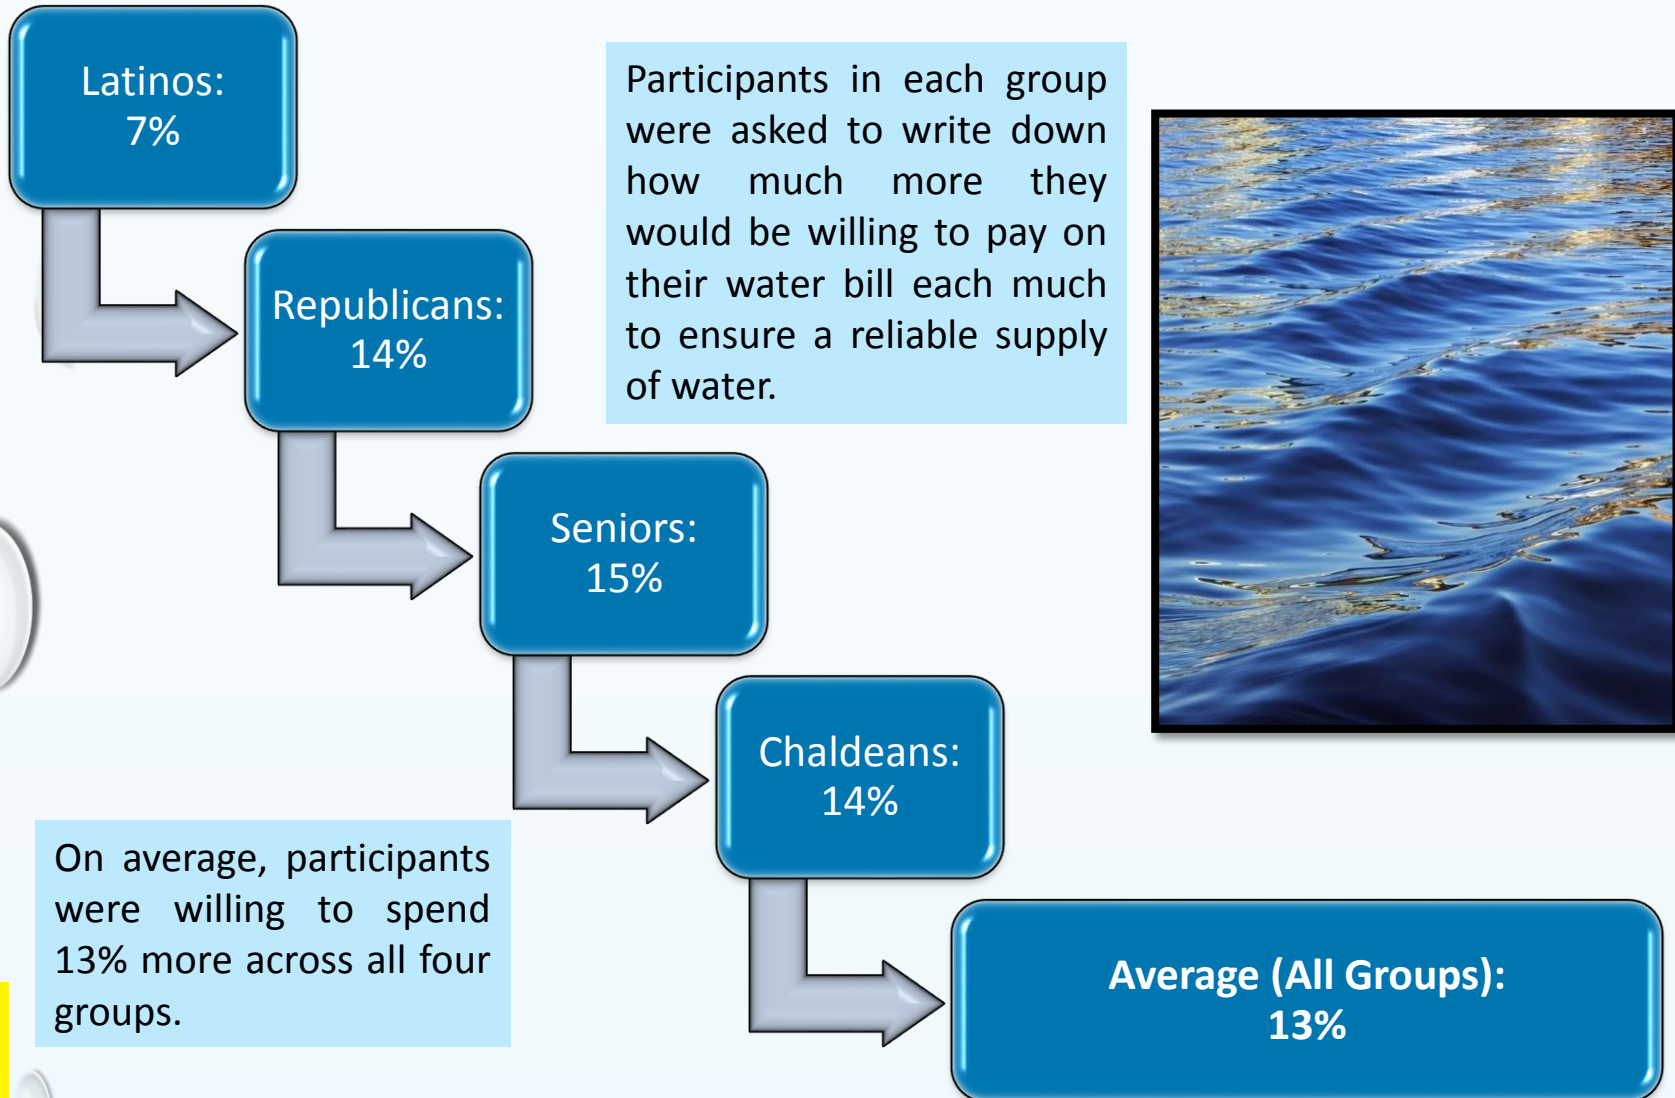 Latinos:
7%
Participants in each group
were asked to write down
how much more they
would be willing to pay on
their water bill each much
to ensure a reliable supply
of water.
Republicans:
14%
Seniors:
15%
Chaldeans:
14%
On average, participants
were willing to spend
13% more across all four
groups.
Average (All Groups):
13%